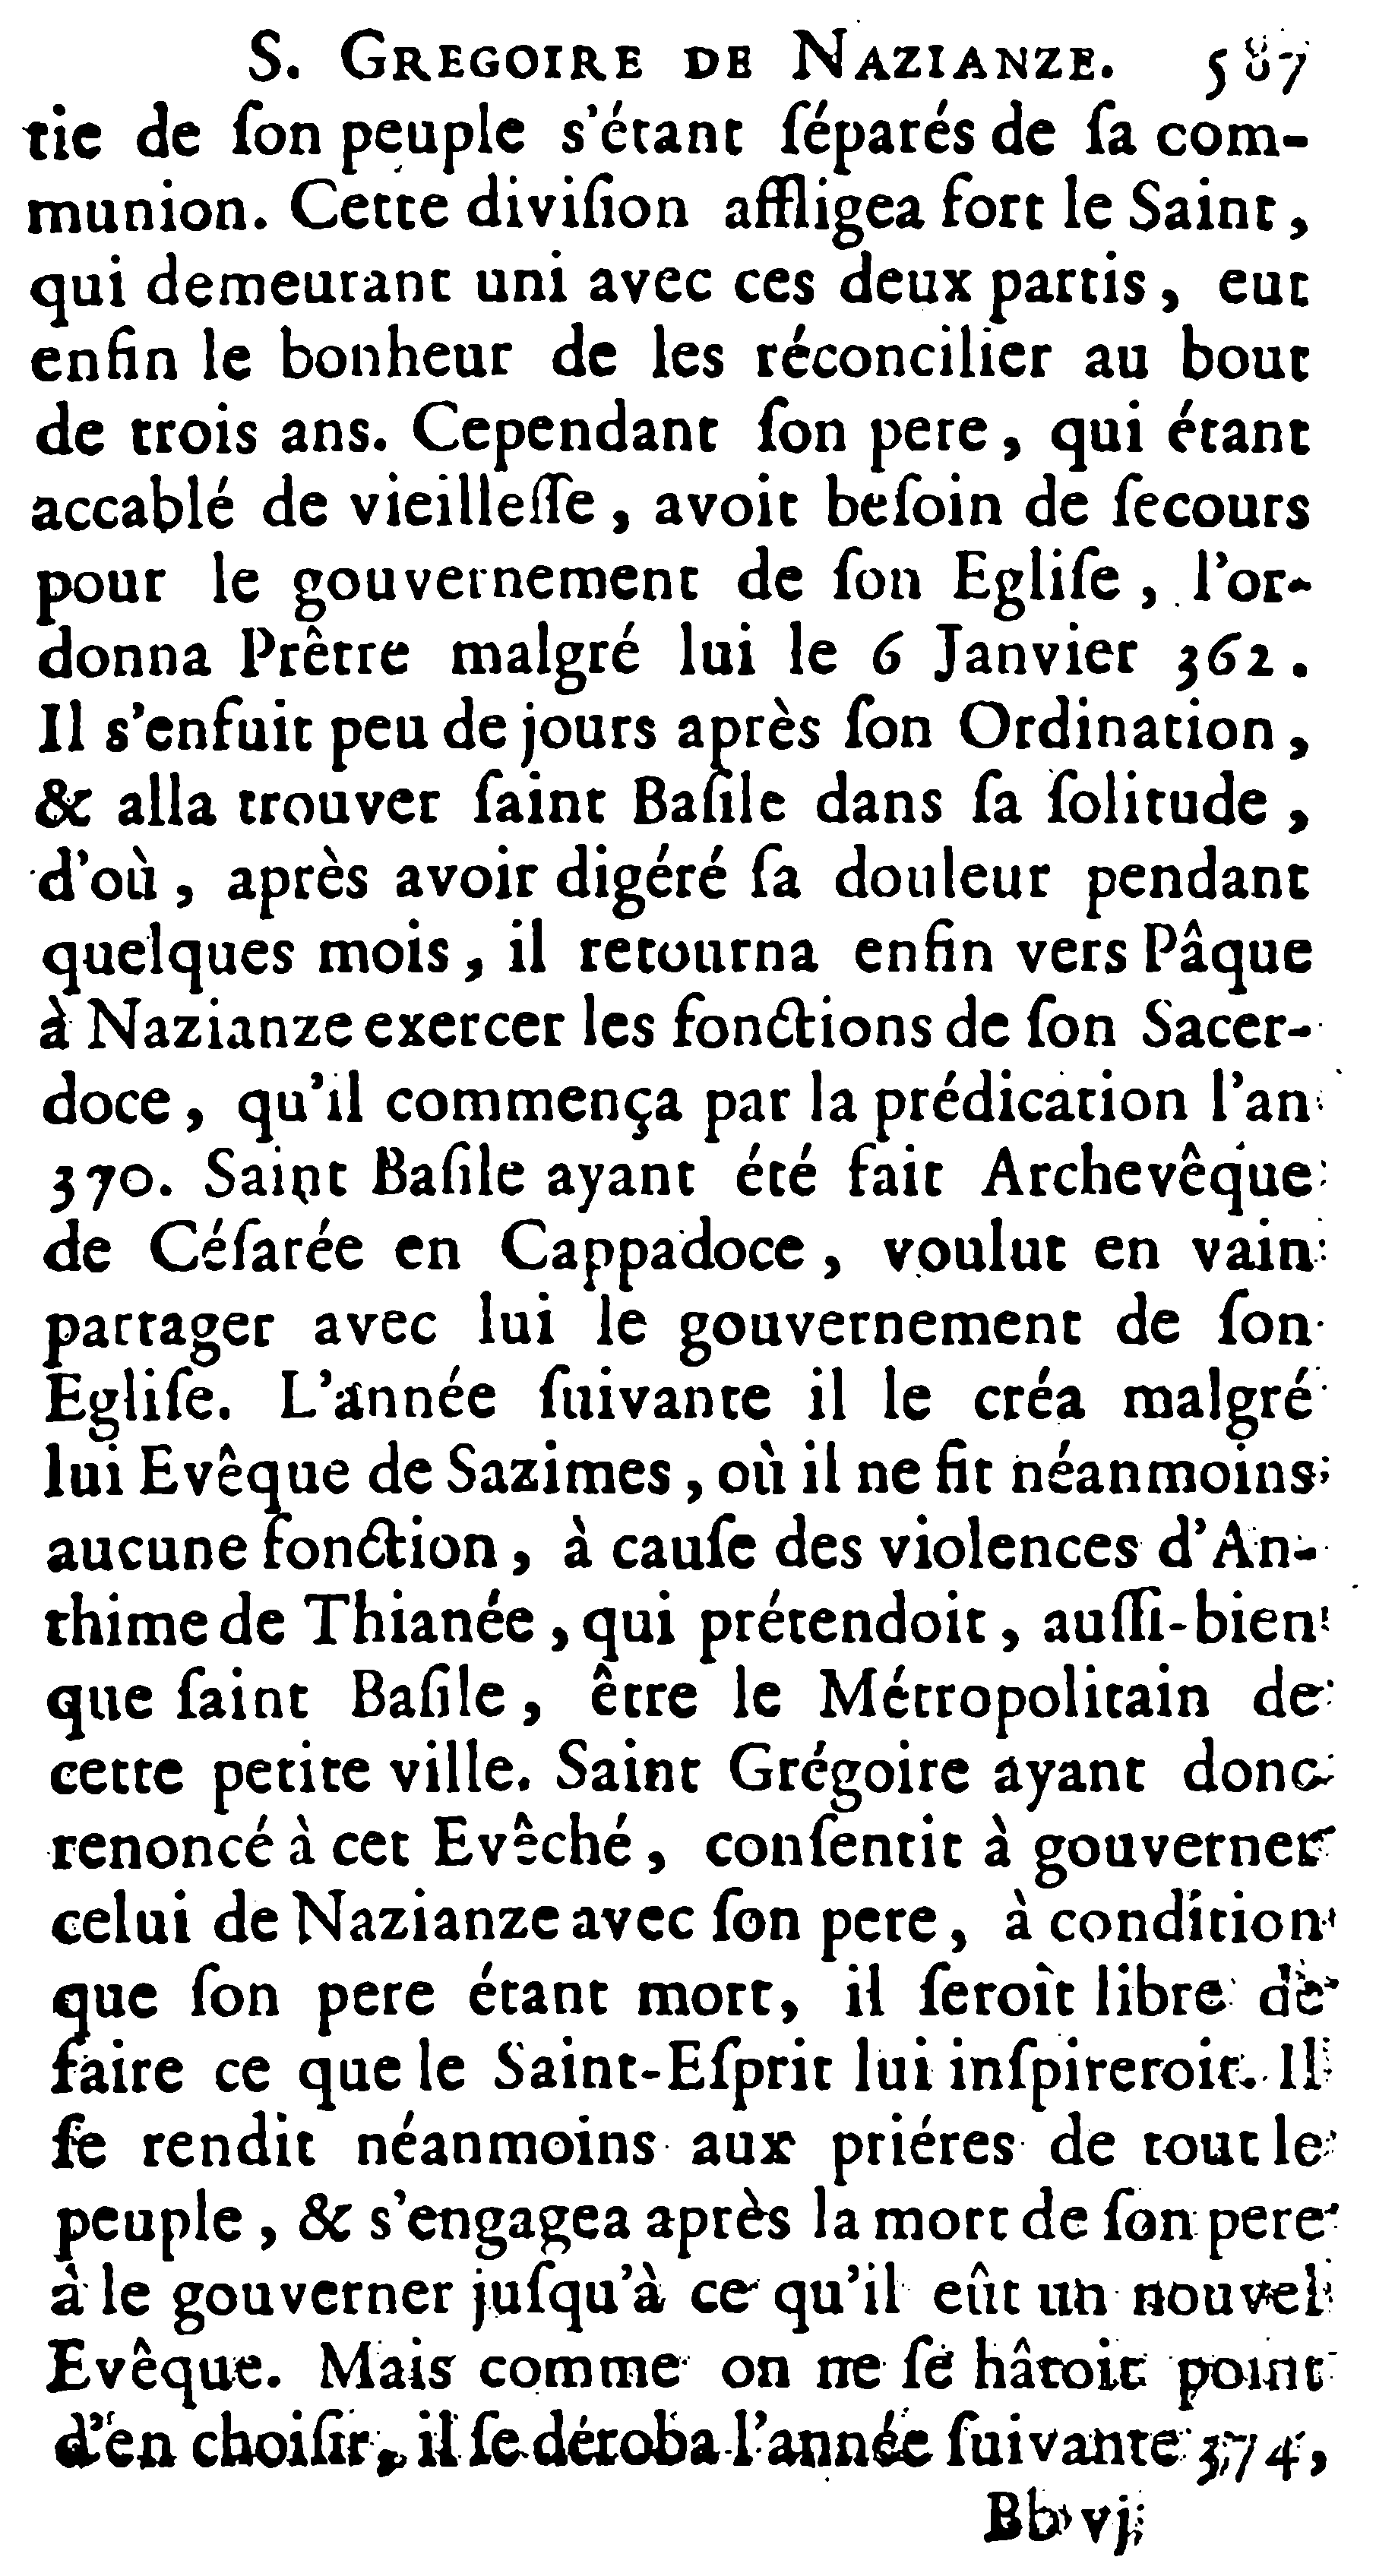 S. GREGOIRE DE NAZIANZE. 587
tie de ſon peuple s'étant ſéparés de ſa com-
munion. Cette diviſion affligea fort le Saint,
qui demeurant uni avec ces deux partis, eut
enfin le bonheur de les réconcilier au bout
de trois ans. Cependant ſon pere, qui étant
accablé de vieilleſſe, avoit beſoin de ſecours
pour le gouvernement de ſon Egliſe, l'or-
donna Prêtre malgré lui le 6 Janvier 362.
Il s'enfuit peu de jours après ſon Ordination,
& alla trouver ſaint Baſile dans ſa ſolitude,
d'où, après avoir digéré ſa douleur pendant
quelques mois, il retourna enfin vers Pâque
à Nazianze exercer les fonctions de ſon Sacer-
doce, qu'il commença par la prédication l'an
370. Saint Baſile ayant été fait Archevêque
de Céſarée en Cappadoce, voulut en vain
partager avec lui le gouvernement de ſon
Egliſe. L'année ſuivante il le créa malgré
lui Evêque de Sazimes, où il ne fit néanmoins
aucune fonction, à cauſe des violences d'An-
thime de Thianée, qui prétendoit, auſſi-bien
que ſaint Baſile, être le Métropolitain de
cette petite ville. Saint Grégoire ayant donc
renoncé à cet Evêché, conſentit à gouverner
celui de Nazianze avec ſon pere, à condition
que ſon pere étant mort, il ſeroit libre de
faire ce que le Saint-Eſprit lui inſpireroit. Il
ſe rendit néanmoins aux priéres de tout le
peuple, & s'engagea après la mort de ſon pere
à le gouverner juſqu'à ce qu'il eût un nouvel
Evêque. Mais comme on ne ſe hâtoit point
d'en choiſir, il ſe déroba l'année ſuivante 374,
Bb vj